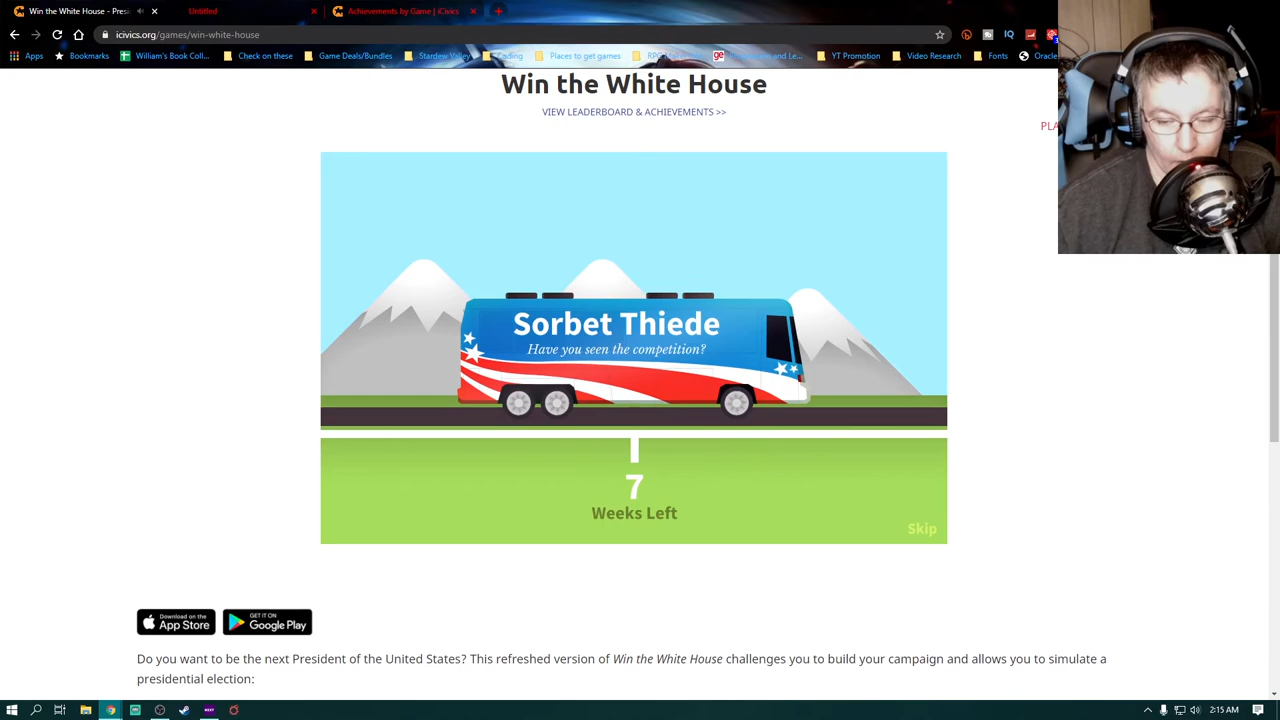 Win the White House - Presi
Untitled
Achievements by Game | iCivics
icivics.org/games/win-white-house
Apps
Bookmarks
William's Book Coll...
Check on these
Game Deals/Bundles
Stardew Valley
Coding
Places to get games
YT Promotion
Video Research
Fonts
Oracle
Win the White House
VIEW LEADERBOARD & ACHIEVEMENTS >>
PLA
Sorbet Thiede
Have you seen the competition?
7
Weeks Left
Skip
Download on the
App Store
GET IT ON
Google Play
Do you want to be the next President of the United States? This refreshed version of Win the White House challenges you to build your campaign and allows you to simulate a
presidential election:
2:15 AM